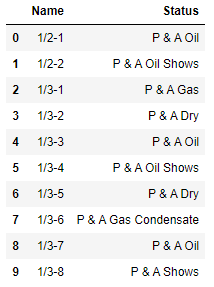 Name Status
0 1/2-1 P & A Oil
1 1/2-2 P & A Oil Shows
2 1/3-1 P & A Gas
3 1/3-2 P & A Dry
4 1/3-3 P & A Oil
5 1/3-4 P & A Oil Shows
6 1/3-5 P & A Dry
7 1/3-6 P & A Gas Condensate
8 1/3-7 P & A Oil
9 1/3-8 P & A Shows